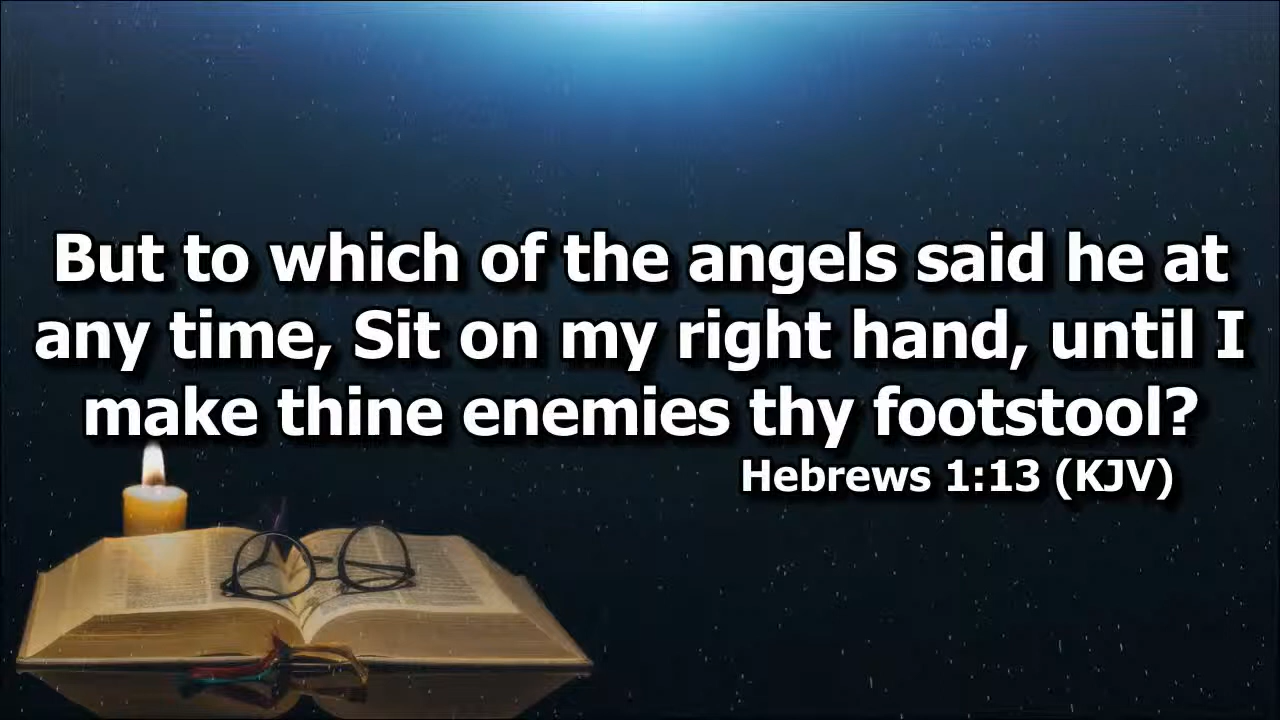 But to which of the angels said he at
any time, Sit on my right hand, until I
make thine enemies thy footstool?
Hebrews 1:13 (KJV)